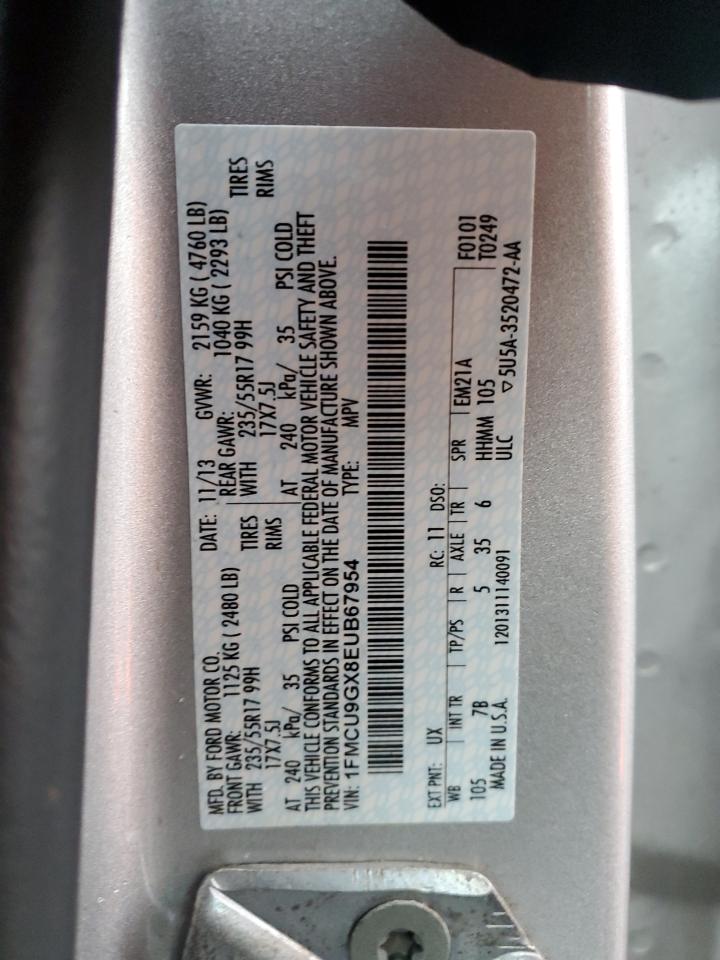 MFD. BY FORD MOTOR CO. DATE: 11/13 GVWR: 2159 KG ( 4760 LB)
FRONT GAWR: 1125 KG ( 2480 LB) REAR GAWR: 1040 KG ( 2293 LB)
WITH 235/55R17 99H TIRES WITH 235/55R17 99H TIRES
17X7.5J RIMS 17X7.5J RIMS
AT 240 kPa/ 35 PSI COLD AT 240 kPa/ 35 PSI COLD
THIS VEHICLE CONFORMS TO ALL APPLICABLE FEDERAL MOTOR VEHICLE SAFETY AND THEFT
PREVENTION STANDARDS IN EFFECT ON THE DATE OF MANUFACTURE SHOWN ABOVE.
VIN: 1FMCU9GX8EUB67954 TYPE: MPV
EXT PNT: UX RC: 11 DSO: F0101
WB INT TR TP/PS R AXLE TR SPR EM21A T0249
105 7B 5 35 6 HHMM 105
MADE IN U.S.A. 1201311140091 ULC ▽5U5A-3520472-AA